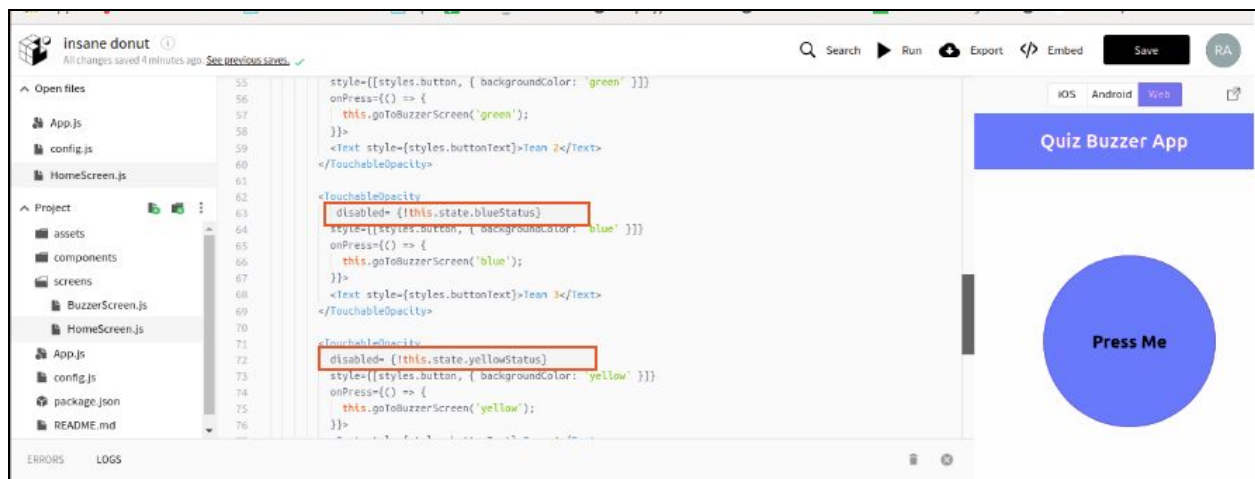 insane donut
All changes saved 4 minutes ago. See previous saves.
Search
Run
Export
Embed
Save
RA
Open files
App.js
config.js
HomeScreen.js
Project
assets
components
screens
BuzzerScreen.js
HomeScreen.js
App.js
config.js
package.json
README.md
55 style={[styles.button, { backgroundColor: 'green' }]}
56 onPress={() => {
57 this.goToBuzzerScreen('green');
58 }}>
59 <Text style={styles.buttonText}>Team 2</Text>
60 </TouchableOpacity>
61
62 <TouchableOpacity
63 disabled= {!this.state.blueStatus}
64 style={[styles.button, { backgroundColor: 'blue' }]}
65 onPress={() => {
66 this.goToBuzzerScreen('blue');
67 }}>
68 <Text style={styles.buttonText}>Team 3</Text>
69 </TouchableOpacity>
70
71 <TouchableOpacity
72 disabled= {!this.state.yellowStatus}
73 style={[styles.button, { backgroundColor: 'yellow' }]}
74 onPress={() => {
75 this.goToBuzzerScreen('yellow');
76 }}>
iOS
Android
Web
Quiz Buzzer App
Press Me
ERRORS
LOGS